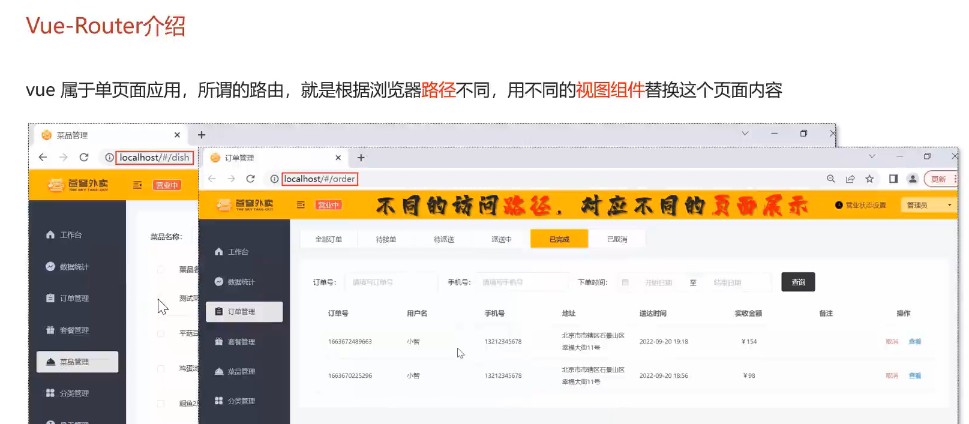 Vue-Router介绍
vue 属于单页面应用，所谓的路由，就是根据浏览器路径不同，用不同的视图组件替换这个页面内容
菜品管理
localhost/#/dish
订单管理
localhost/#/order
更新
苍穹外卖
营业中
苍穹外卖
营业中
不同的访问路径，对应不同的页面展示
营业状态设置
管理员
工作台
数据统计
订单管理
套餐管理
菜品管理
分类管理
菜品名称：
工作台
数据统计
订单管理
套餐管理
菜品管理
分类管理
全部订单
待接单
待派送
派送中
已完成
已取消
订单号：
请填写订单号
手机号：
请填写手机号
下单时间：
开始日期
至
结束日期
查询
订单号 用户名 手机号 地址 送达时间 实收金额 备注 操作
1663672489663 小智 13212345678 北京市市辖区石景山区 2022-09-20 19:18 ￥154 取消 查看
幸福大街11号
1663670225296 小智 13212345678 北京市市辖区石景山区 2022-09-20 18:56 ￥98 取消 查看
幸福大街11号